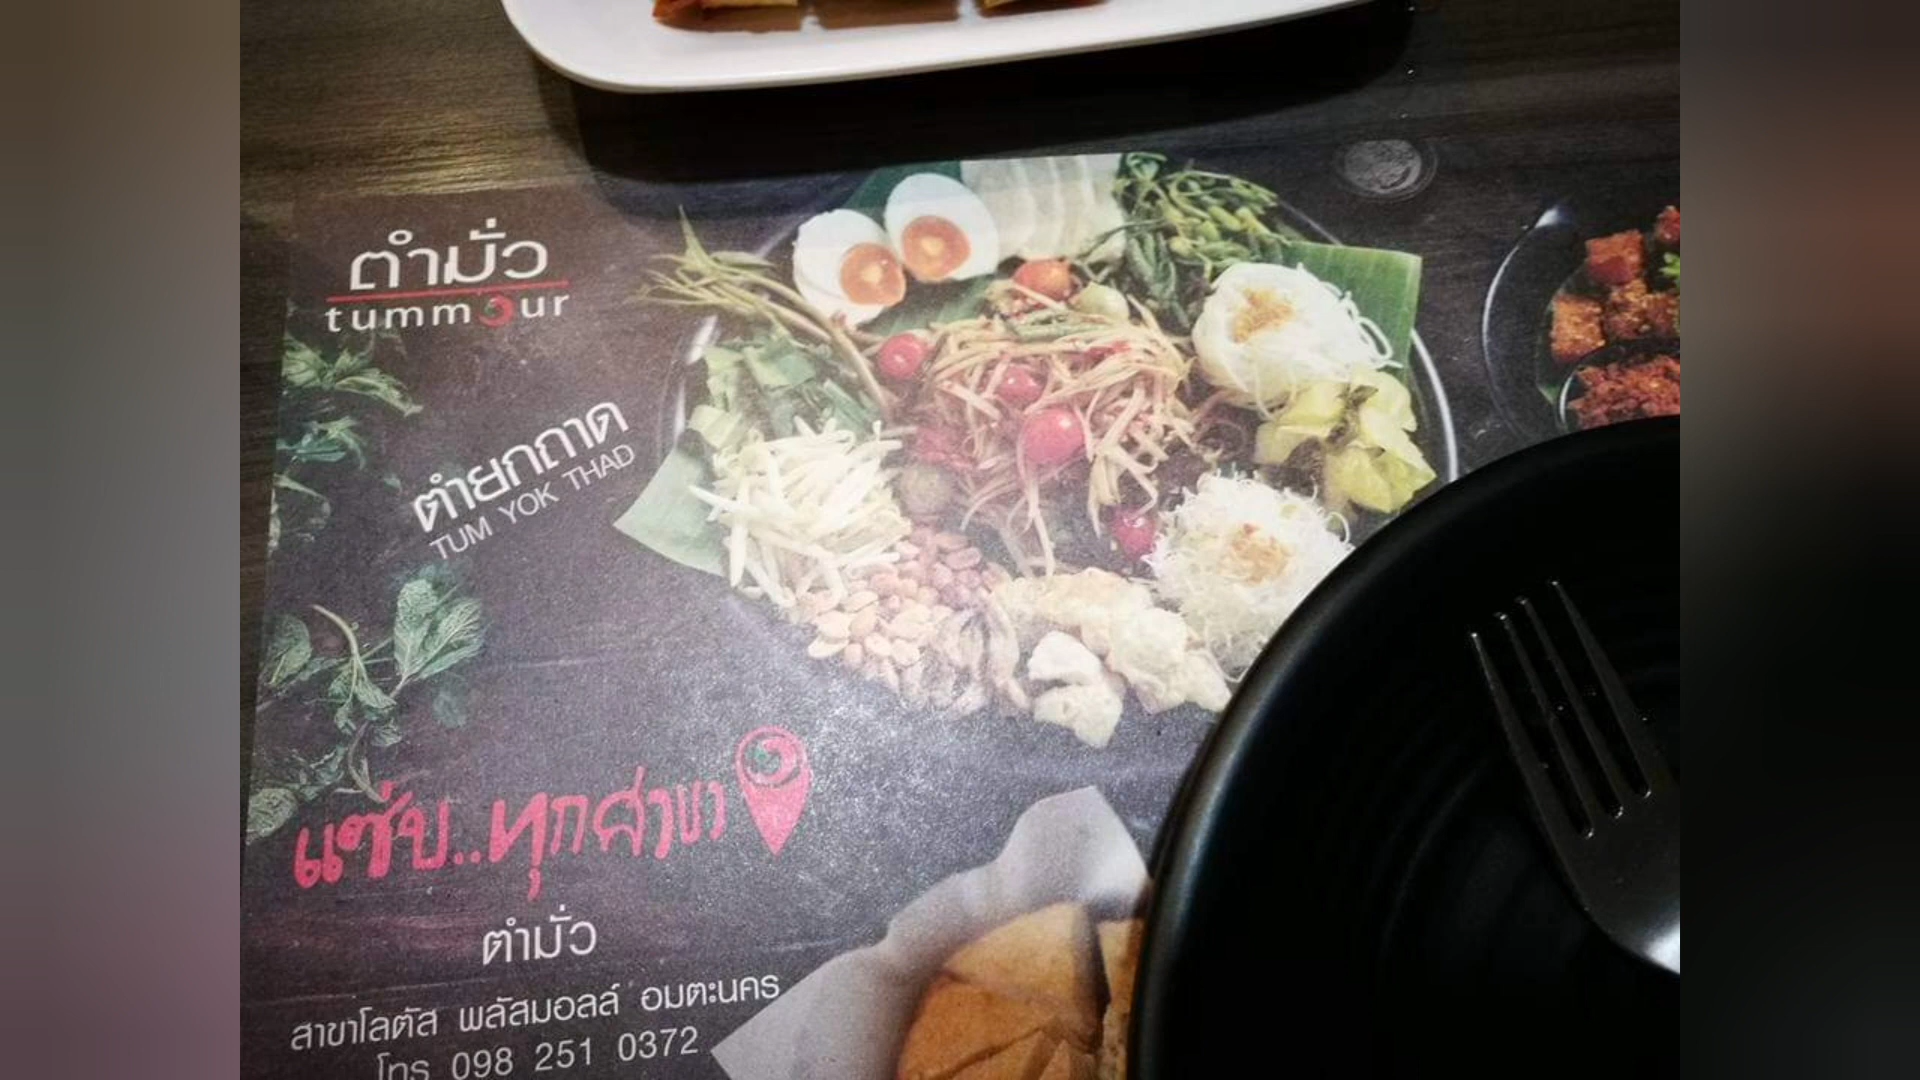 ตำมั่ว
tummour
ตำยกถาด
TUM YOK THAD
แซ่บ..ทุกสาขา
ตำมั่ว
สาขาโลตัส พลัสมอลล์ อมตะนคร
โทร 098 251 0372